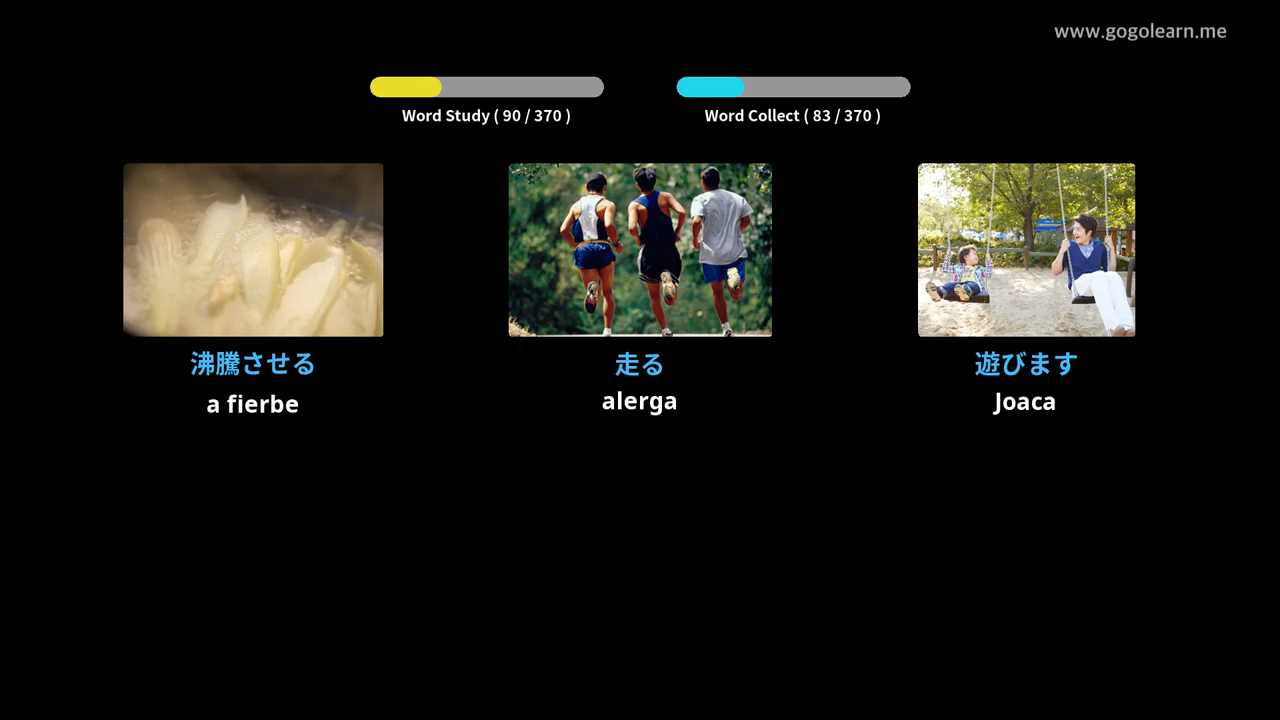 www.gogolearn.me
Word Study ( 90 / 370 )
Word Collect ( 83 / 370 )
沸騰させる
走る
遊びます
a fierbe
alerga
Joaca